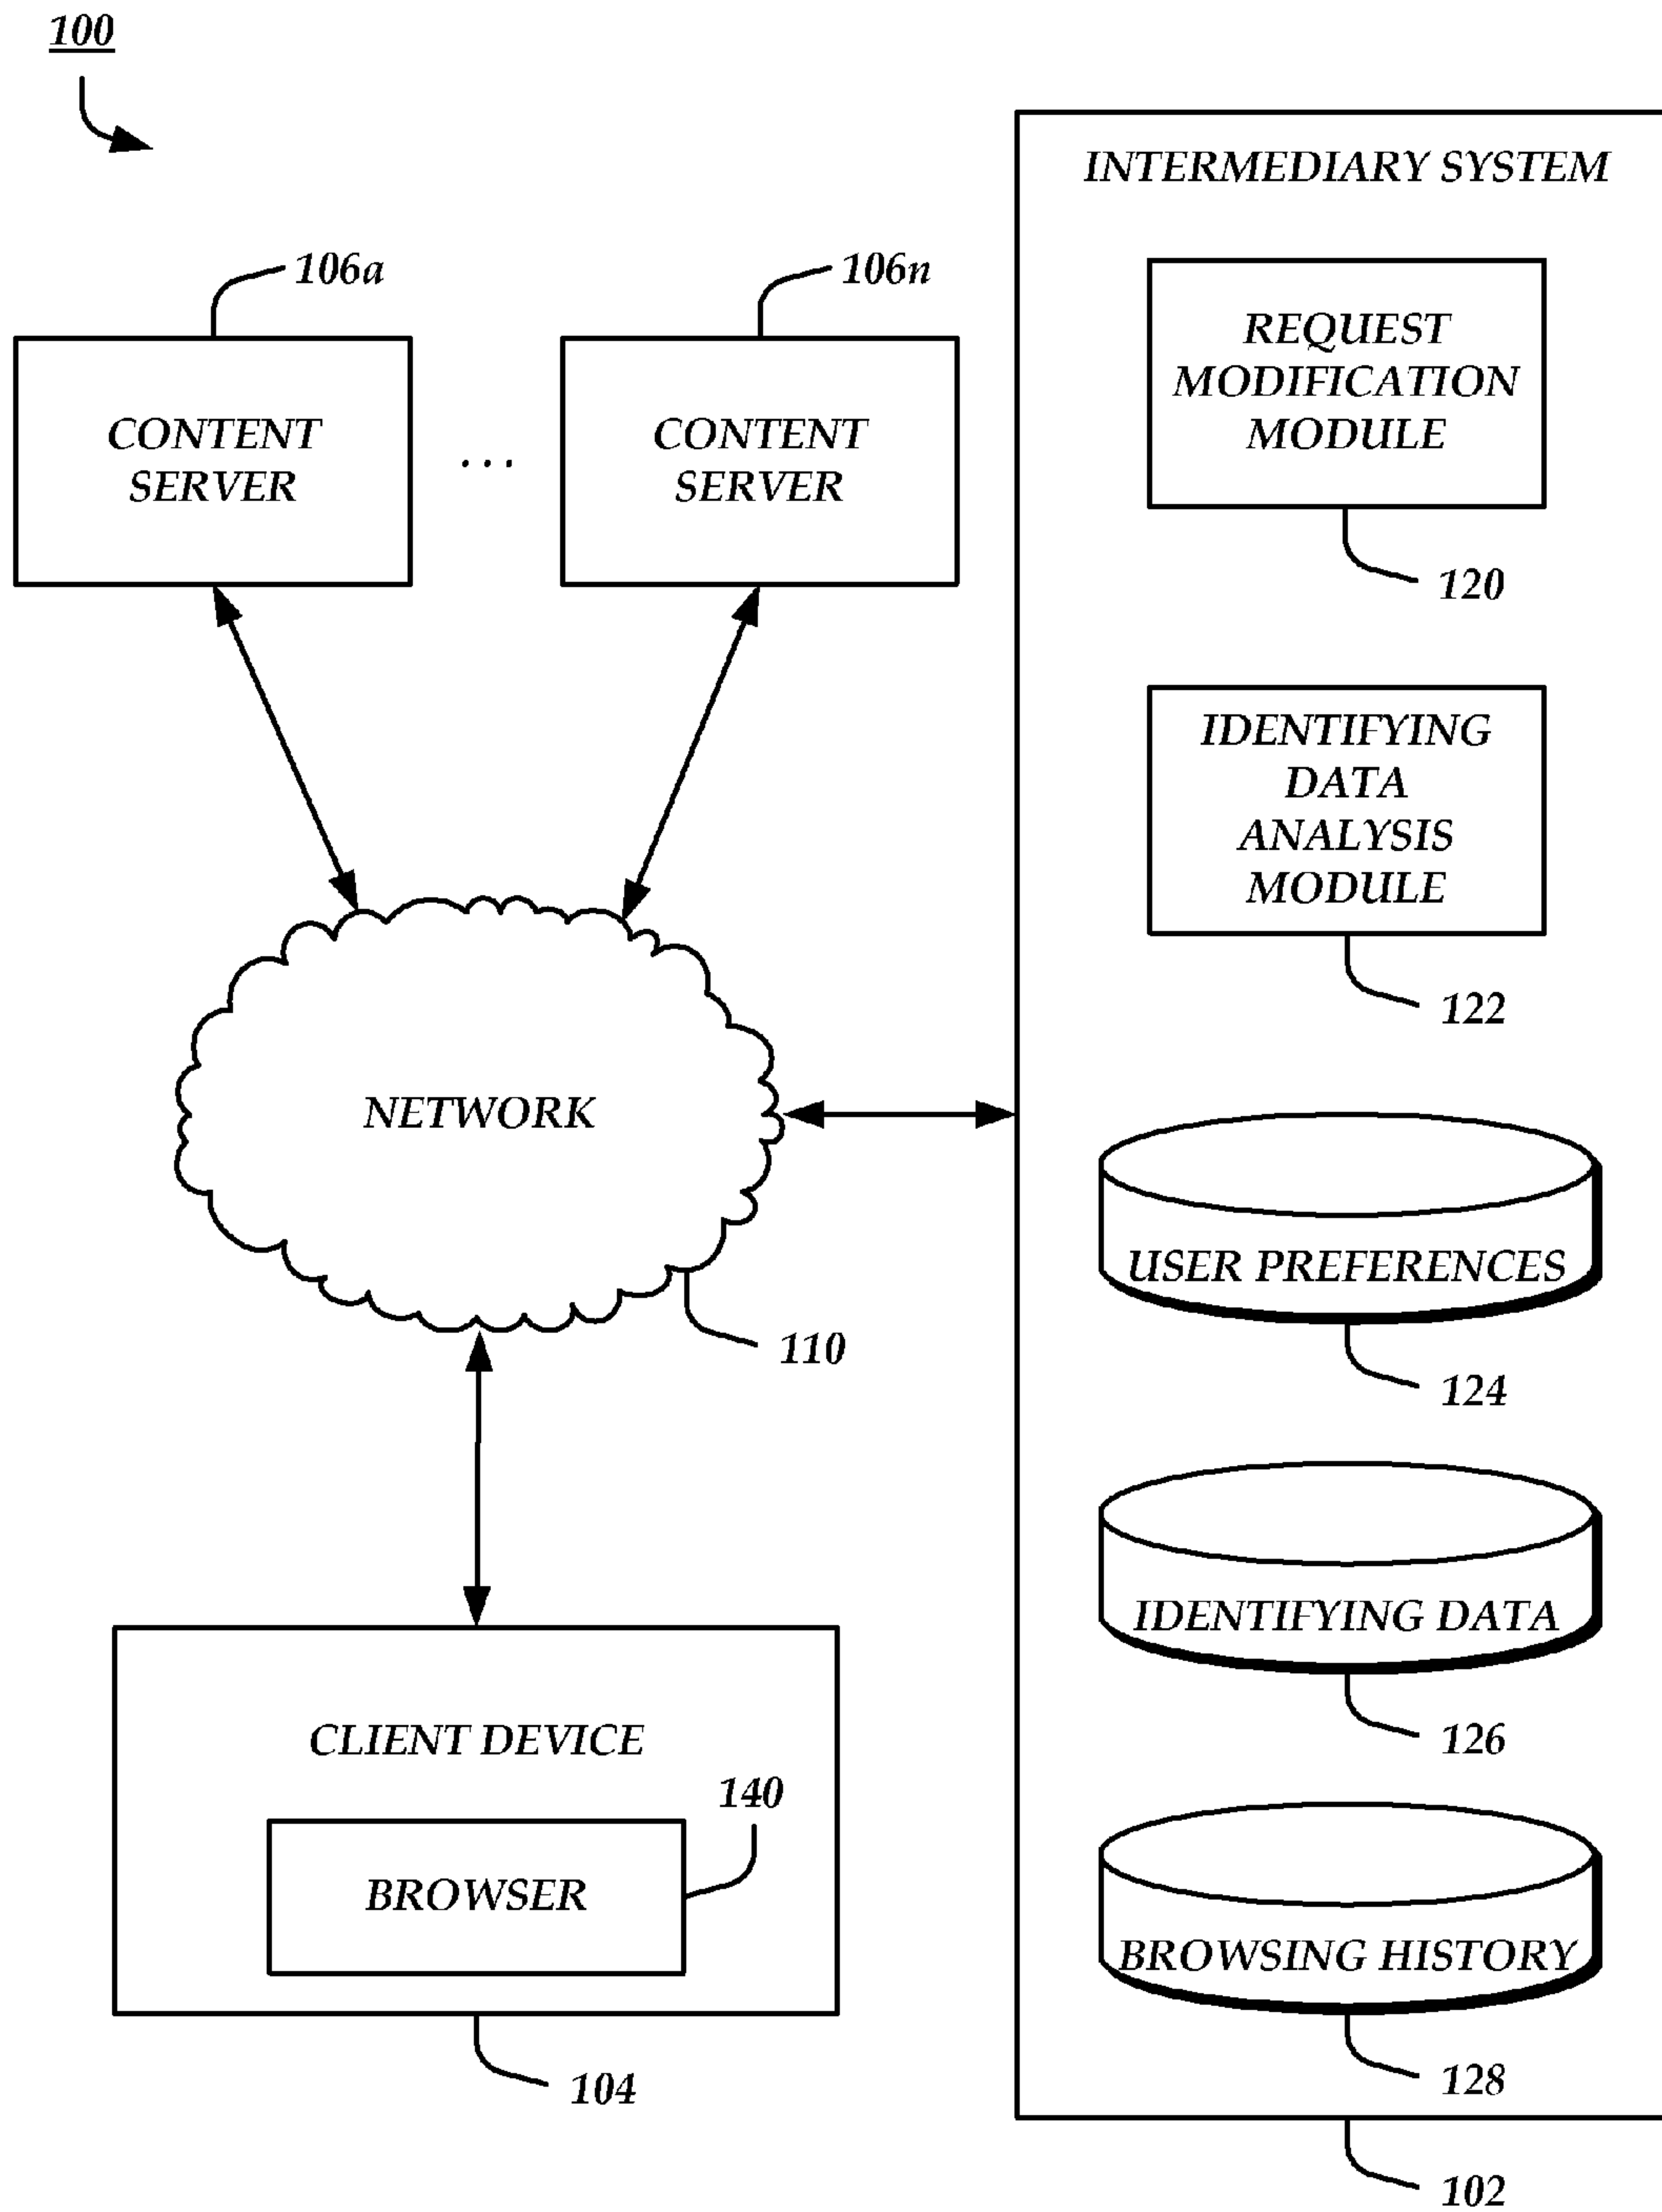 100
106a
106n
CONTENT
SERVER
...
CONTENT
SERVER
NETWORK
110
CLIENT DEVICE
140
BROWSER
104
INTERMEDIARY SYSTEM
REQUEST
MODIFICATION
MODULE
120
IDENTIFYING
DATA
ANALYSIS
MODULE
122
USER PREFERENCES
124
IDENTIFYING DATA
126
BROWSING HISTORY
128
102